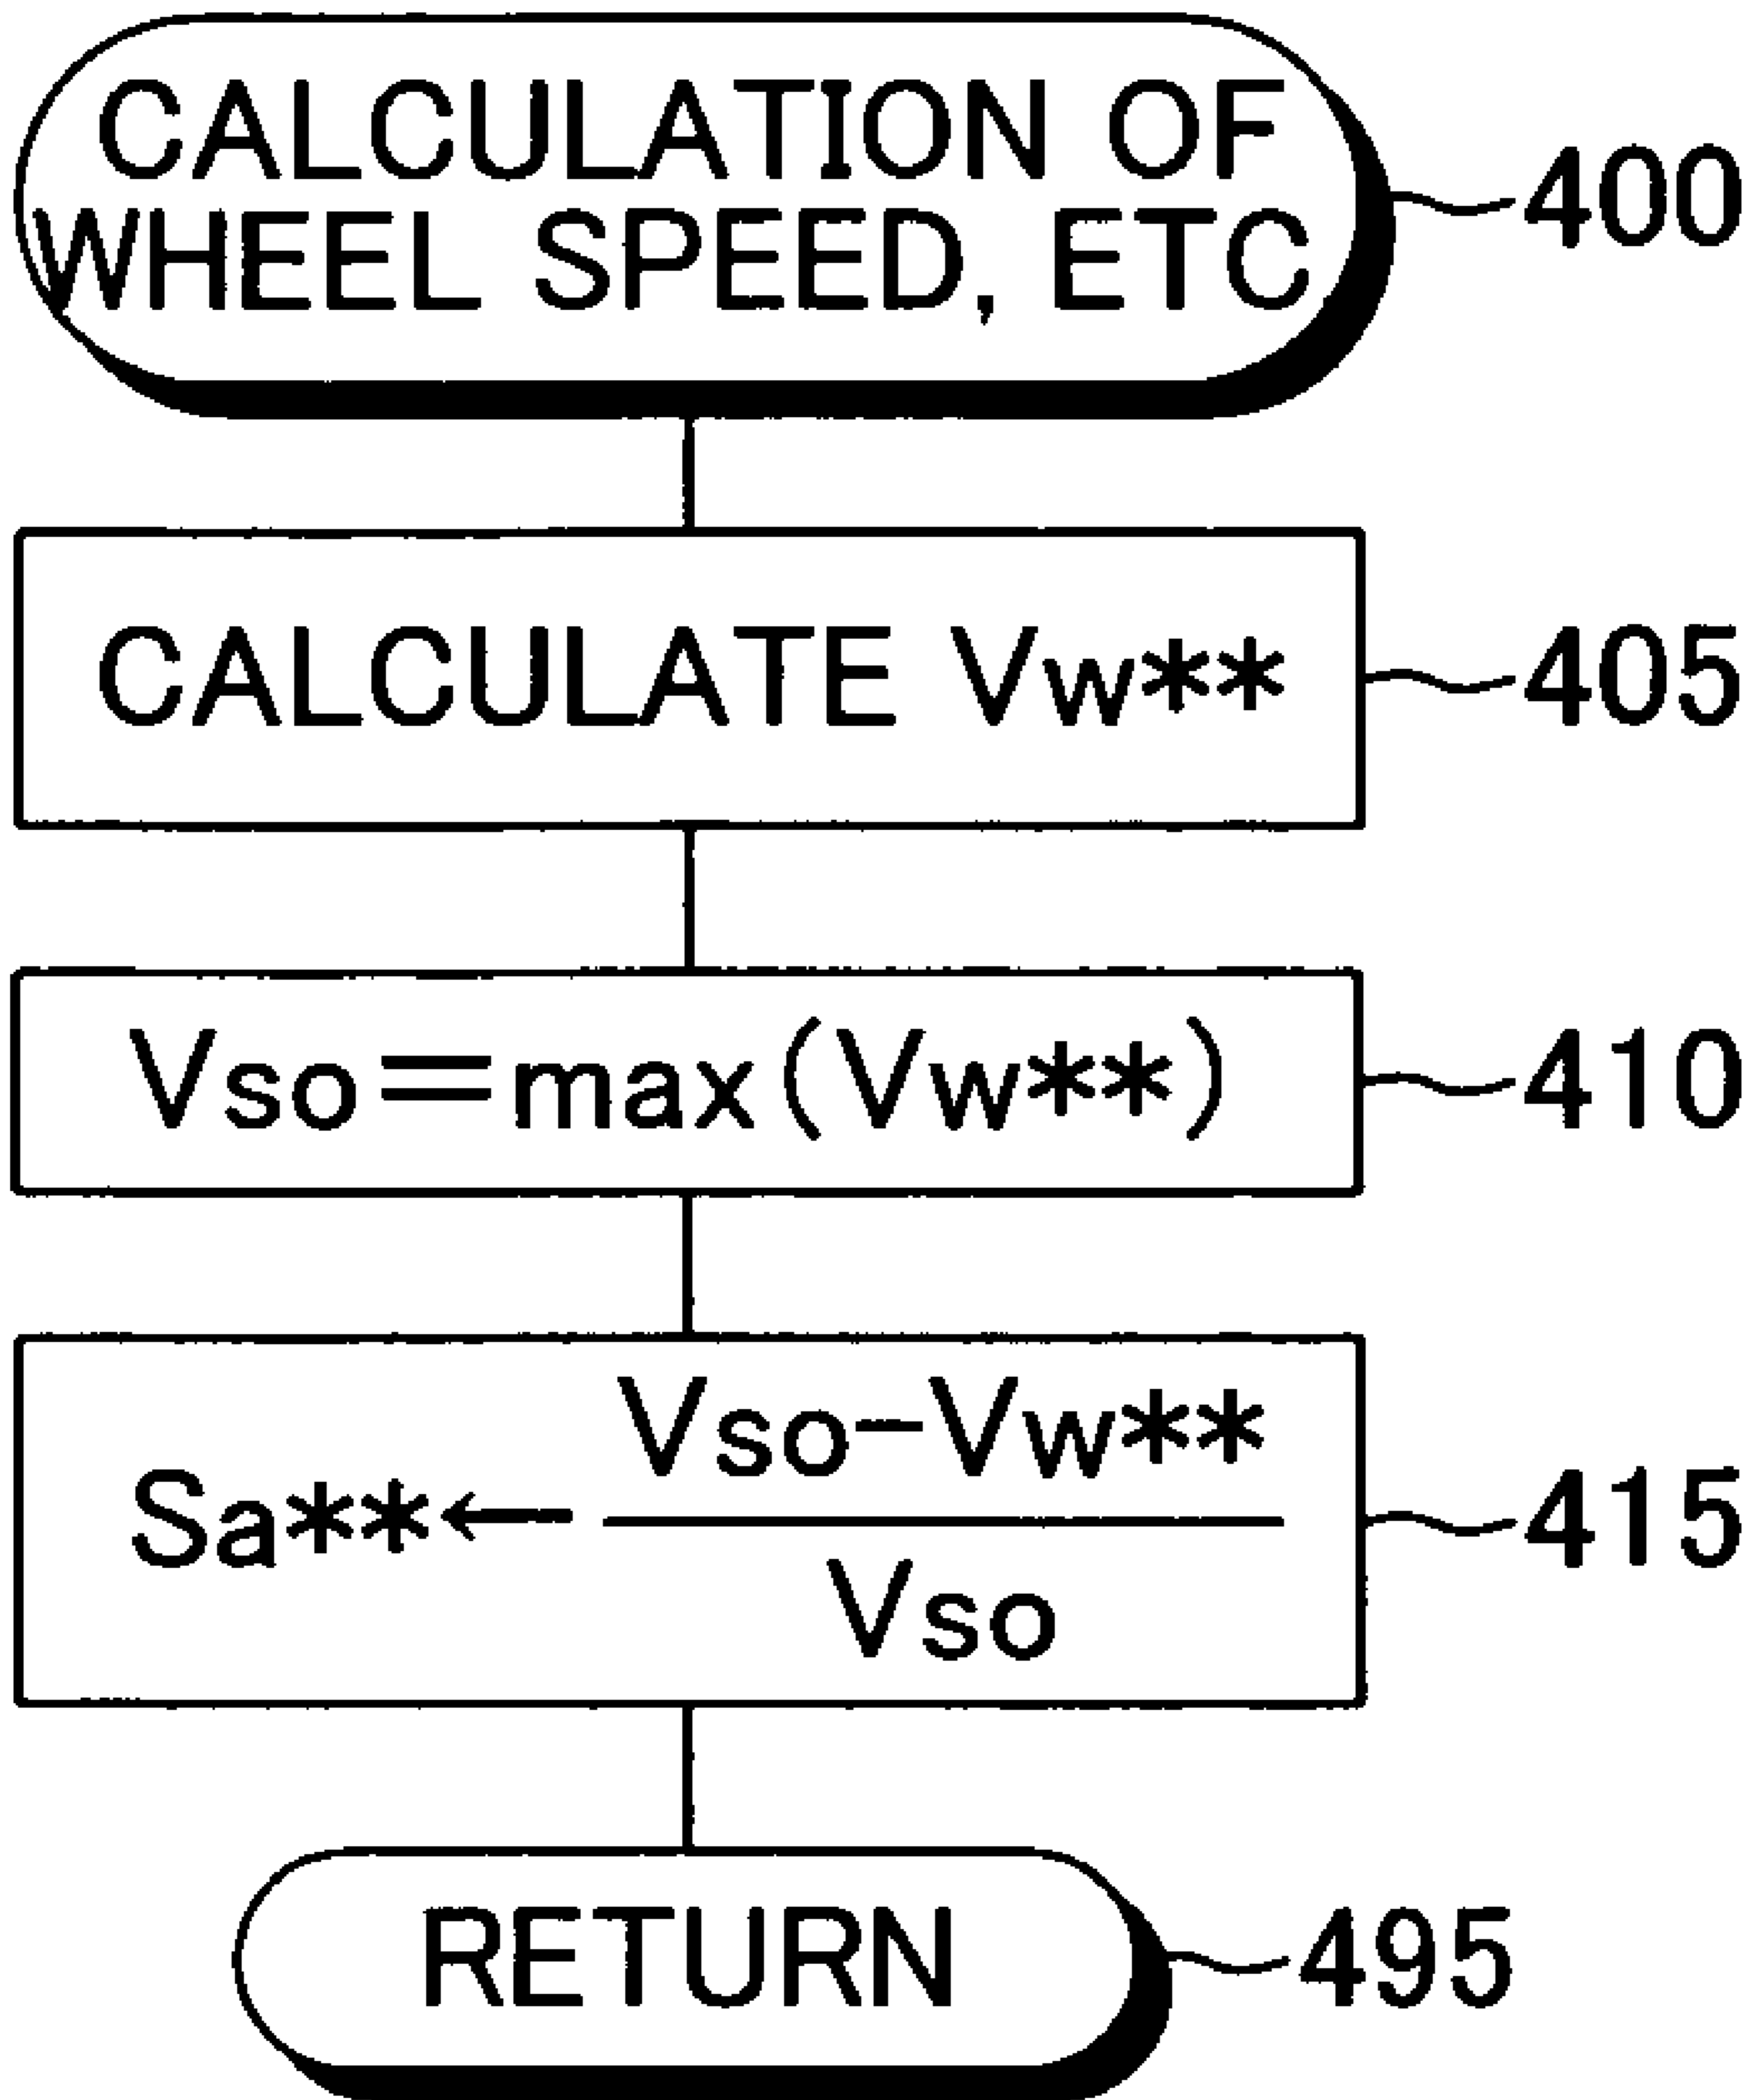 CALCULATION OF
WHEEL SPEED, ETC
400
CALCULATE Vw**
405
Vso=max(Vw**)
410
Vso-Vw**
Sa**←
415
Vso
RETURN
495